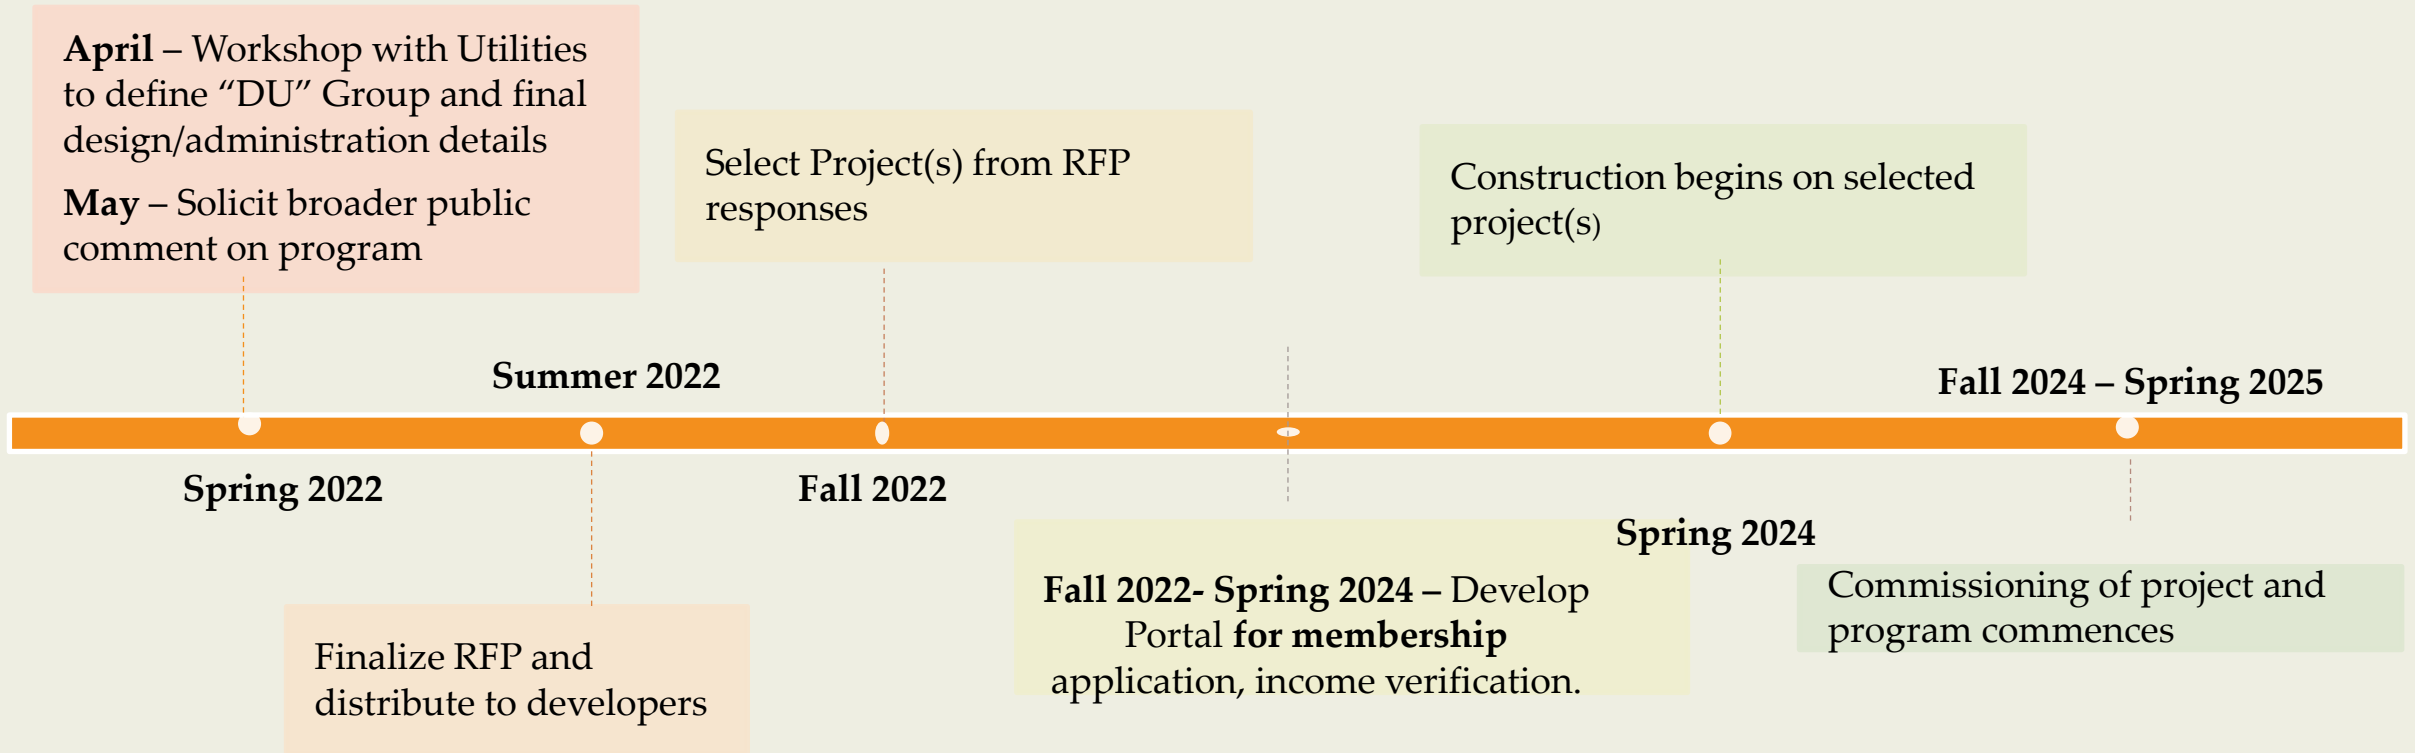 April – Workshop with Utilities
to define “DU” Group and final
design/administration details
May – Solicit broader public
comment on program
Select Project(s) from RFP
responses
Construction begins on selected
project(s)
Summer 2022
Fall 2024 – Spring 2025
Spring 2022
Fall 2022
Spring 2024
Finalize RFP and
distribute to developers
Fall 2022- Spring 2024 – Develop
Portal for membership
application, income verification.
Commissioning of project and
program commences